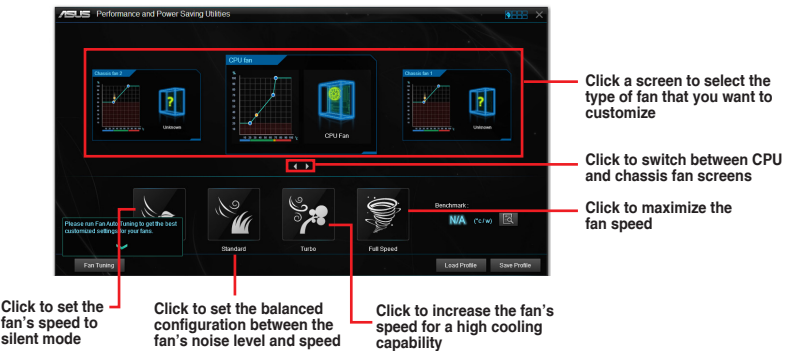 ASUS Performance and Power Saving Utilities
CPU fan
Chassis fan 2
Chassis fan 1
%
%
%
?
?
Unknown
CPU Fan
Unknown
Click a screen to select the
type of fan that you want to
customize
Click to switch between CPU
and chassis fan screens
Click to maximize the
fan speed
Please run Fan Auto Tuning to get the best
customized settings for your fans.
Standard
Turbo
Full Speed
Benchmark :
N/A (°c / w)
Fan Tuning
Load Profile
Save Profile
Click to set the
fan's speed to
silent mode
Click to set the balanced
configuration between the
fan's noise level and speed
Click to increase the fan's
speed for a high cooling
capability